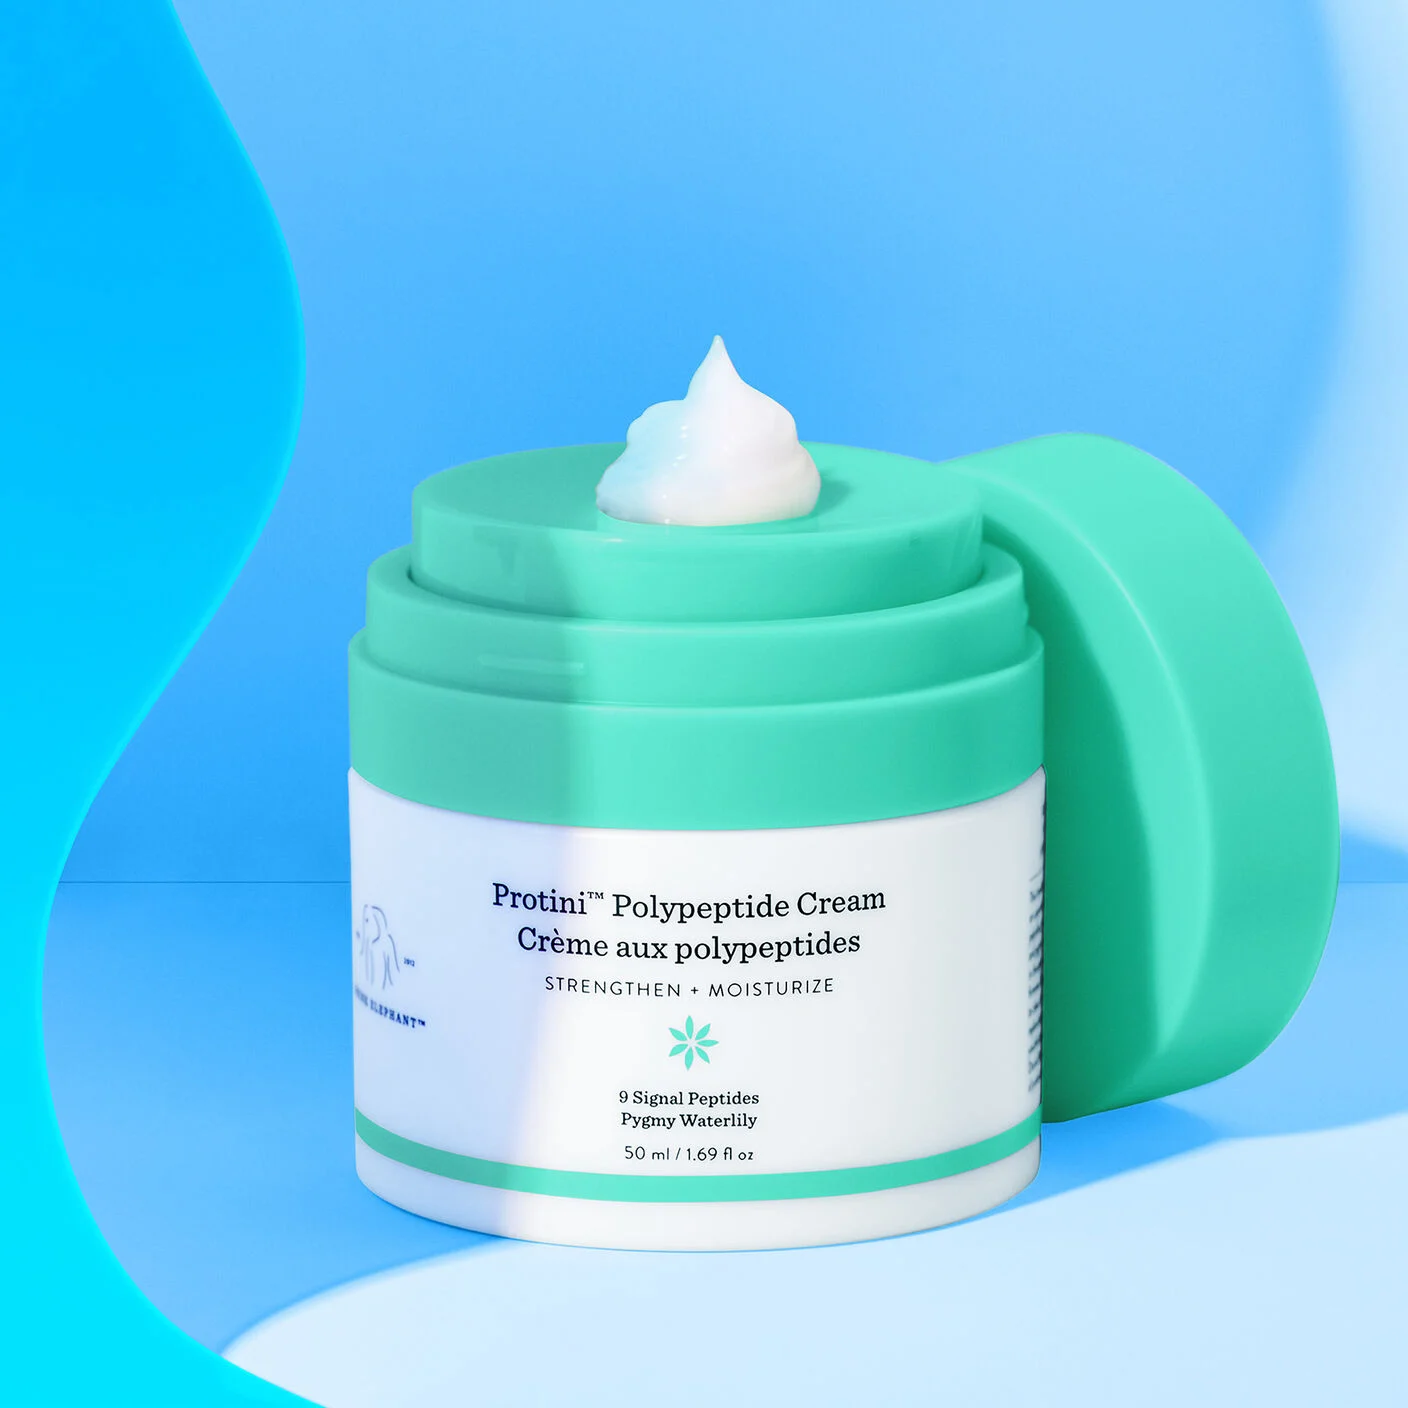 Protini™ Polypeptide Cream
Crème aux polypeptides
STRENGTHEN + MOISTURIZE
9 Signal Peptides
Pygmy Waterlily
50 ml / 1.69 fl oz
ELEPHANT™